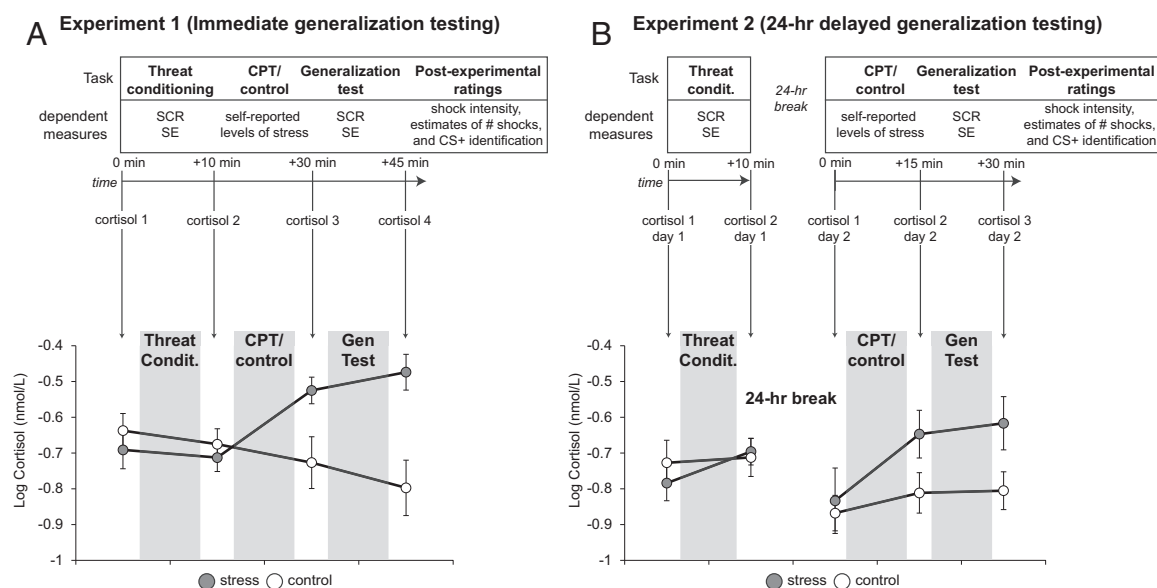 A Experiment 1 (Immediate generalization testing)
Task
Threat conditioning
CPT/ control
Generalization test
Post-experimental ratings
dependent measures
SCR
SE
self-reported levels of stress
SCR
SE
shock intensity,
estimates of # shocks,
and CS+ identification
0 min +10 min +30 min +45 min
time
cortisol 1 cortisol 2 cortisol 3 cortisol 4
Threat Condit.
CPT/ control
Gen Test
Log Cortisol (nmol/L)
-0.4
-0.5
-0.6
-0.7
-0.8
-0.9
-1
stress control
B Experiment 2 (24-hr delayed generalization testing)
Task
Threat condit.
24-hr break
CPT/ control
Generalization test
Post-experimental ratings
dependent measures
SCR
SE
self-reported levels of stress
SCR
SE
shock intensity,
estimates of # shocks,
and CS+ identification
0 min +10 min 0 min +15 min +30 min
time
cortisol 1 day 1
cortisol 2 day 1
cortisol 1 day 2
cortisol 2 day 2
cortisol 3 day 2
Threat Condit.
24-hr break
CPT/ control
Gen Test
Log Cortisol (nmol/L)
-0.4
-0.5
-0.6
-0.7
-0.8
-0.9
-1
stress control